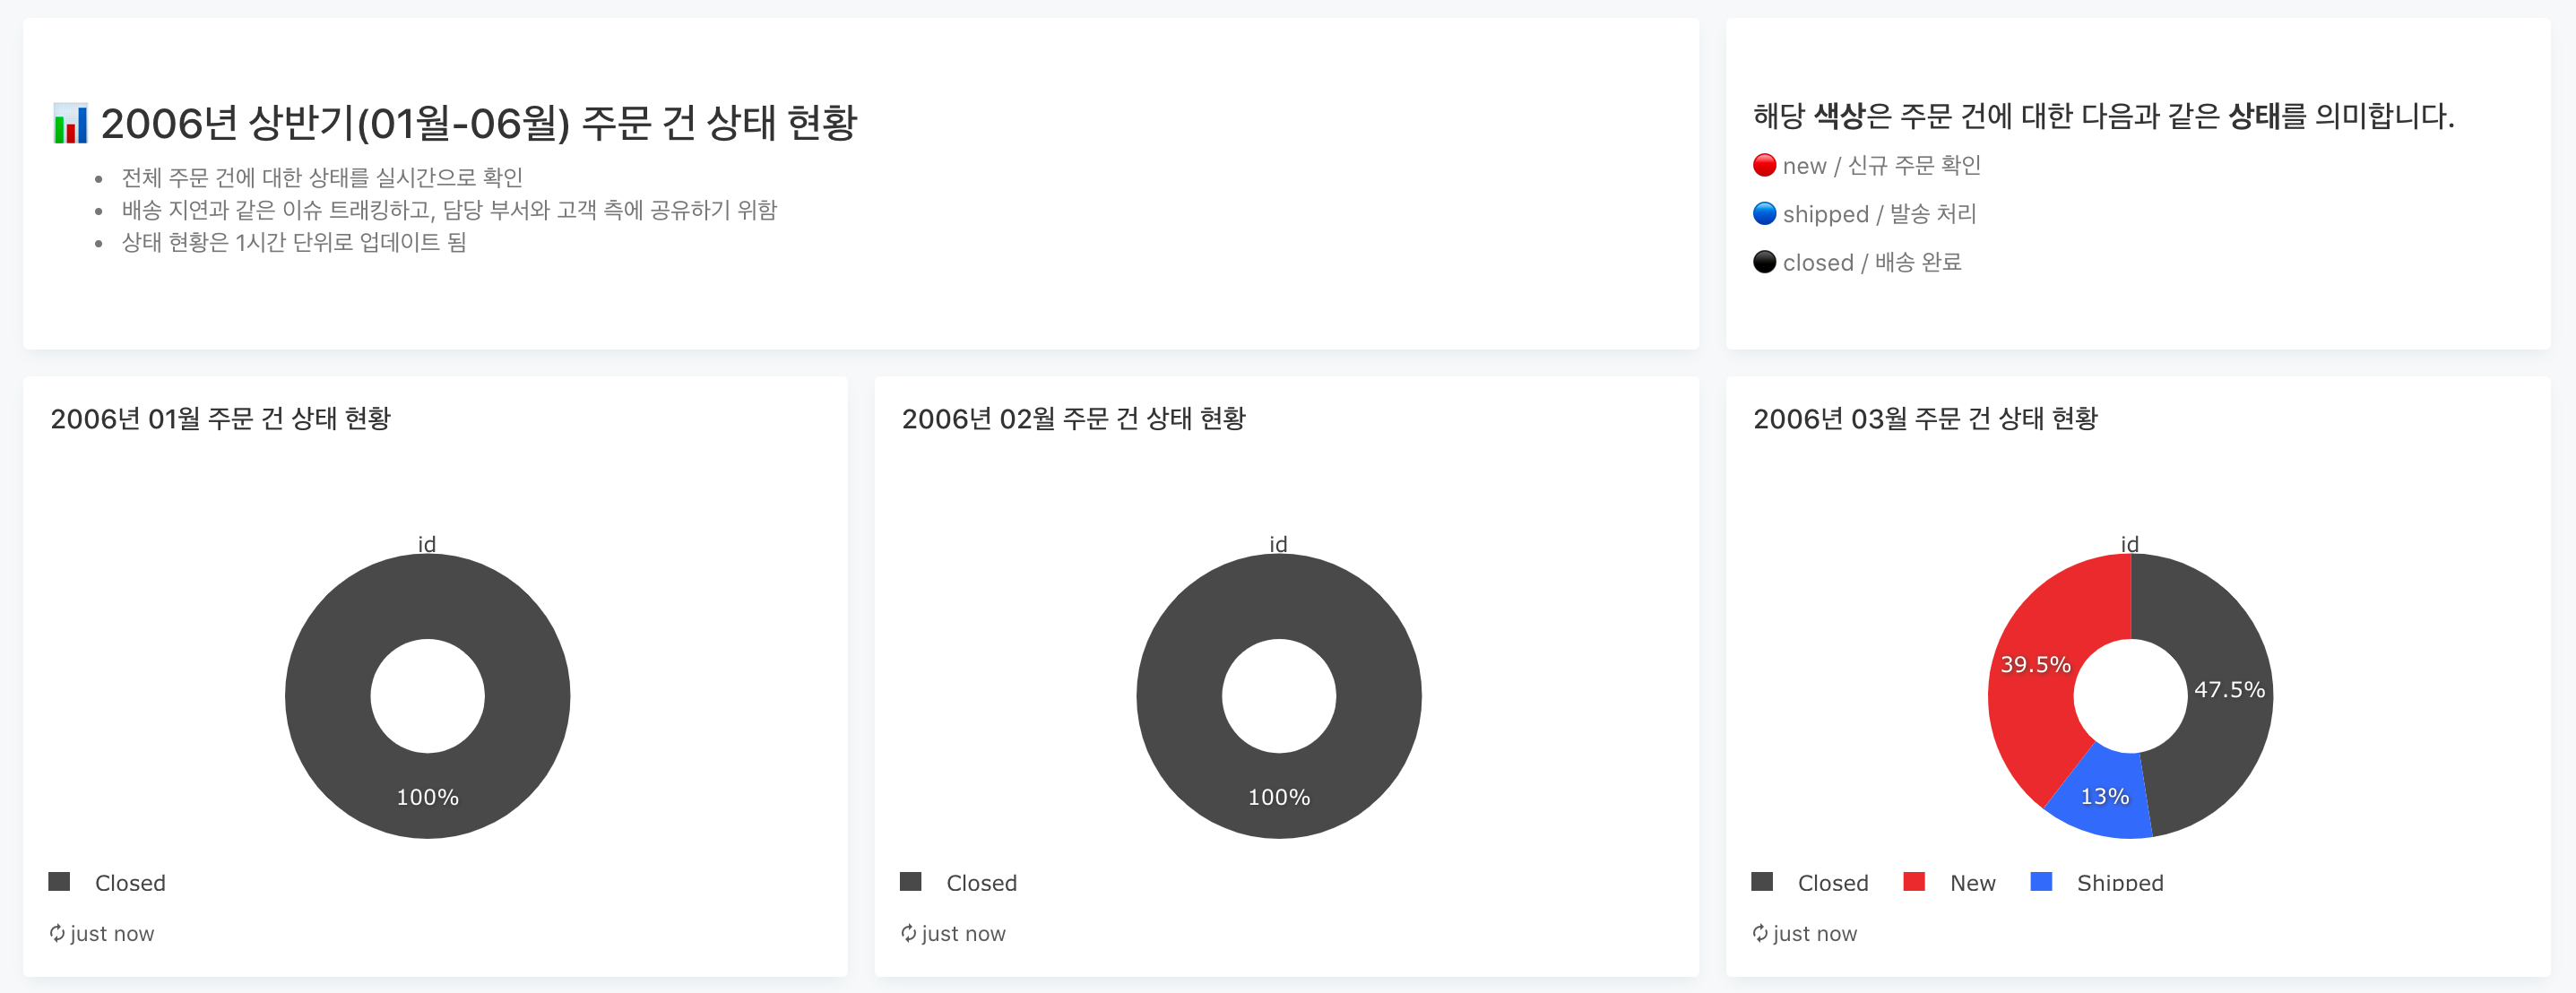 📊 2006년 상반기(01월-06월) 주문 건 상태 현황
• 전체 주문 건에 대한 상태를 실시간으로 확인
• 배송 지연과 같은 이슈 트래킹하고, 담당 부서와 고객 측에 공유하기 위함
• 상태 현황은 1시간 단위로 업데이트 됨
해당 색상은 주문 건에 대한 다음과 같은 상태를 의미합니다.
🔴 new / 신규 주문 확인
🔵 shipped / 발송 처리
⚫ closed / 배송 완료
2006년 01월 주문 건 상태 현황
id
100%
Closed
just now
2006년 02월 주문 건 상태 현황
id
100%
Closed
just now
2006년 03월 주문 건 상태 현황
id
39.5%
47.5%
13%
Closed New Shipped
just now